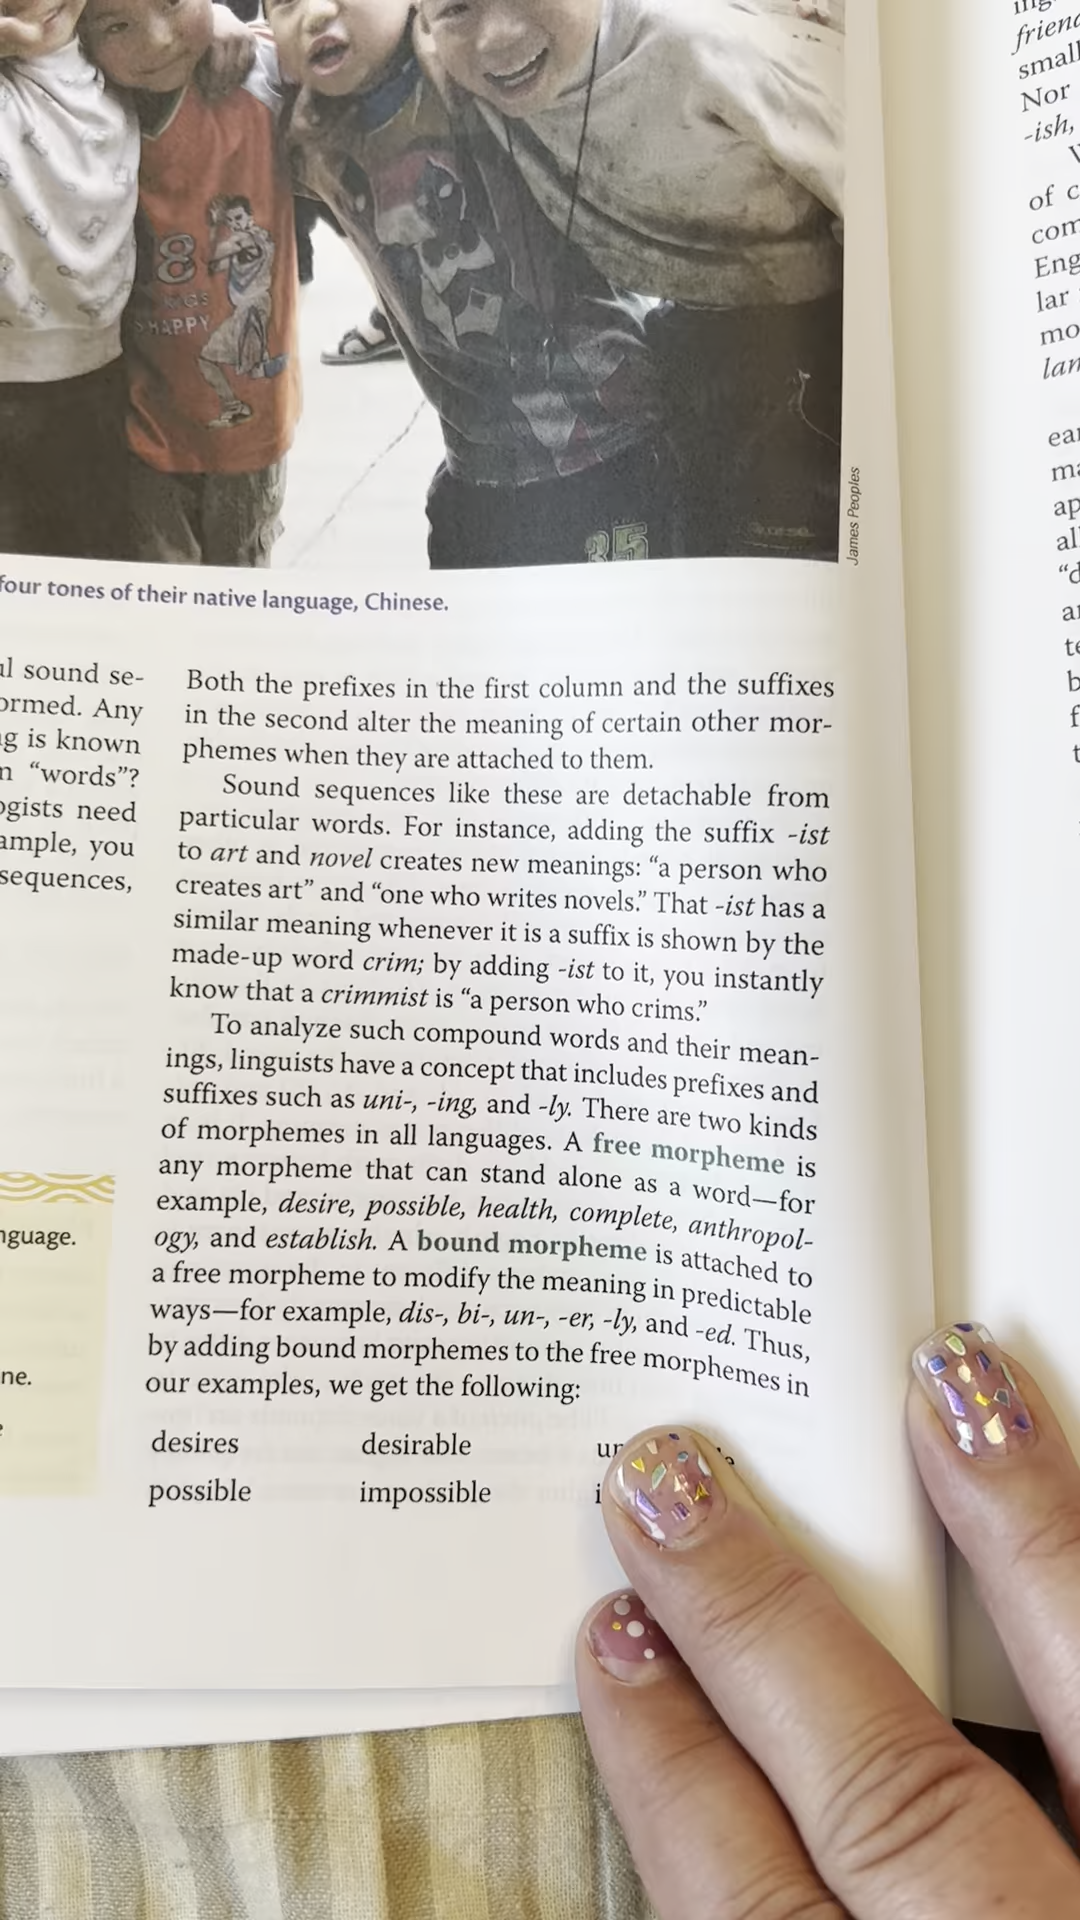 8
KIGS
HAPPY
35
James Peoples
four tones of their native language, Chinese.
sound se-
Any
is known
“words”?
need
you
sequences,
ne.
Both the prefixes in the first column and the suffixes
in the second alter the meaning of certain other mor-
phemes when they are attached to them.
Sound sequences like these are detachable from
particular words. For instance, adding the suffix -ist
to art and novel creates new meanings: “a person who
creates art” and “one who writes novels.” That -ist has a
similar meaning whenever it is a suffix is shown by the
made-up word crim; by adding -ist to it, you instantly
know that a crimmist is “a person who crims.”
To analyze such compound words and their mean-
ings, linguists have a concept that includes prefixes and
suffixes such as uni-, -ing, and -ly. There are two kinds
of morphemes in all languages. A free morpheme is
any morpheme that can stand alone as a word—for
example, desire, possible, health, complete, anthropol-
ogy, and establish. A bound morpheme is attached to
a free morpheme to modify the meaning in predictable
ways—for example, dis-, bi-, un-, -er, -ly, and -ed. Thus,
by adding bound morphemes to the free morphemes in
our examples, we get the following:
desires desirable
possible impossible
small
Nor
-ish,
of